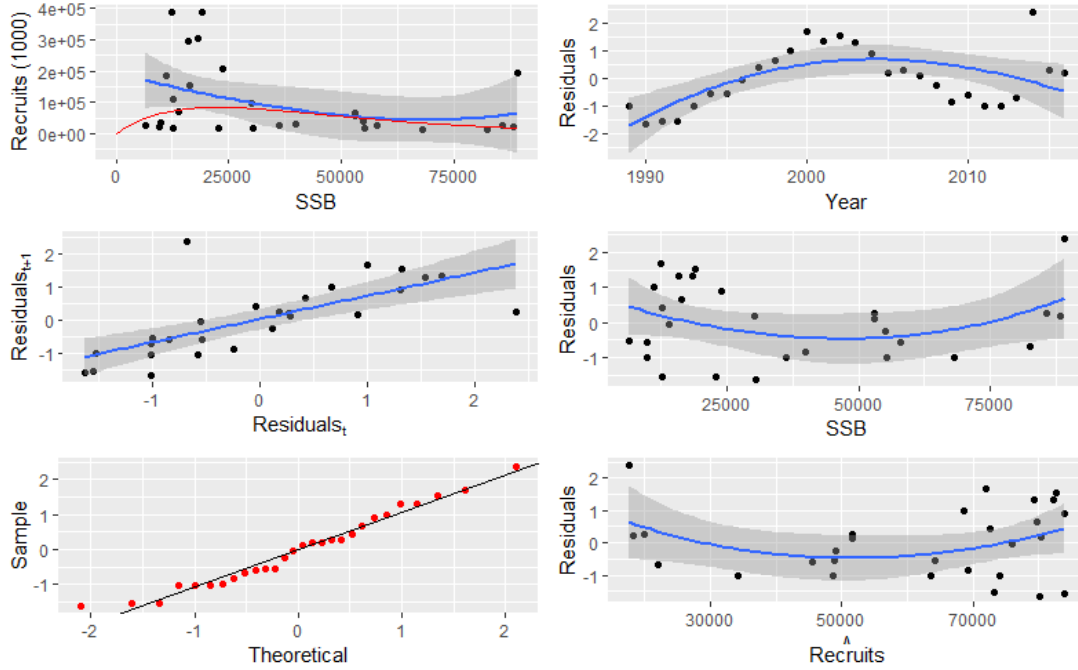 Recruits (1000)
4e+05
3e+05
2e+05
1e+05
0e+00
0 25000 50000 75000
SSB
Residuals
2
1
0
-1
-2
1990 2000 2010
Year
Residuals_t+1
2
1
0
-1
-1 0 1 2
Residuals_t
Residuals
2
1
0
-1
25000 50000 75000
SSB
Sample
2
1
0
-1
-2 -1 0 1 2
Theoretical
Residuals
2
1
0
-1
30000 50000 70000
^
Recruits